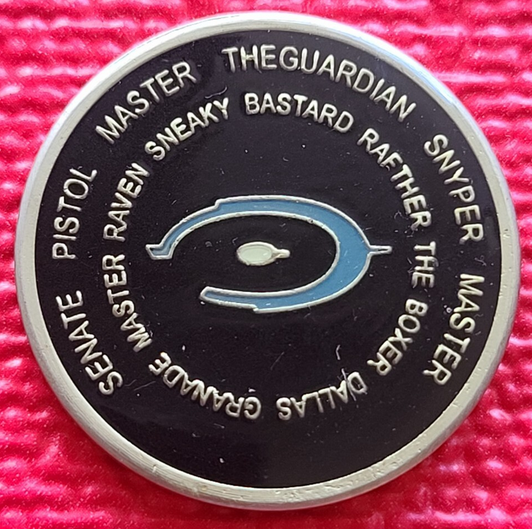 SENATE PISTOL MASTER THEGUARDIAN SNYPER MASTER
GRANADE MASTER RAVEN SNEAKY BASTARD RAFTHER THE BOXER DALLAS